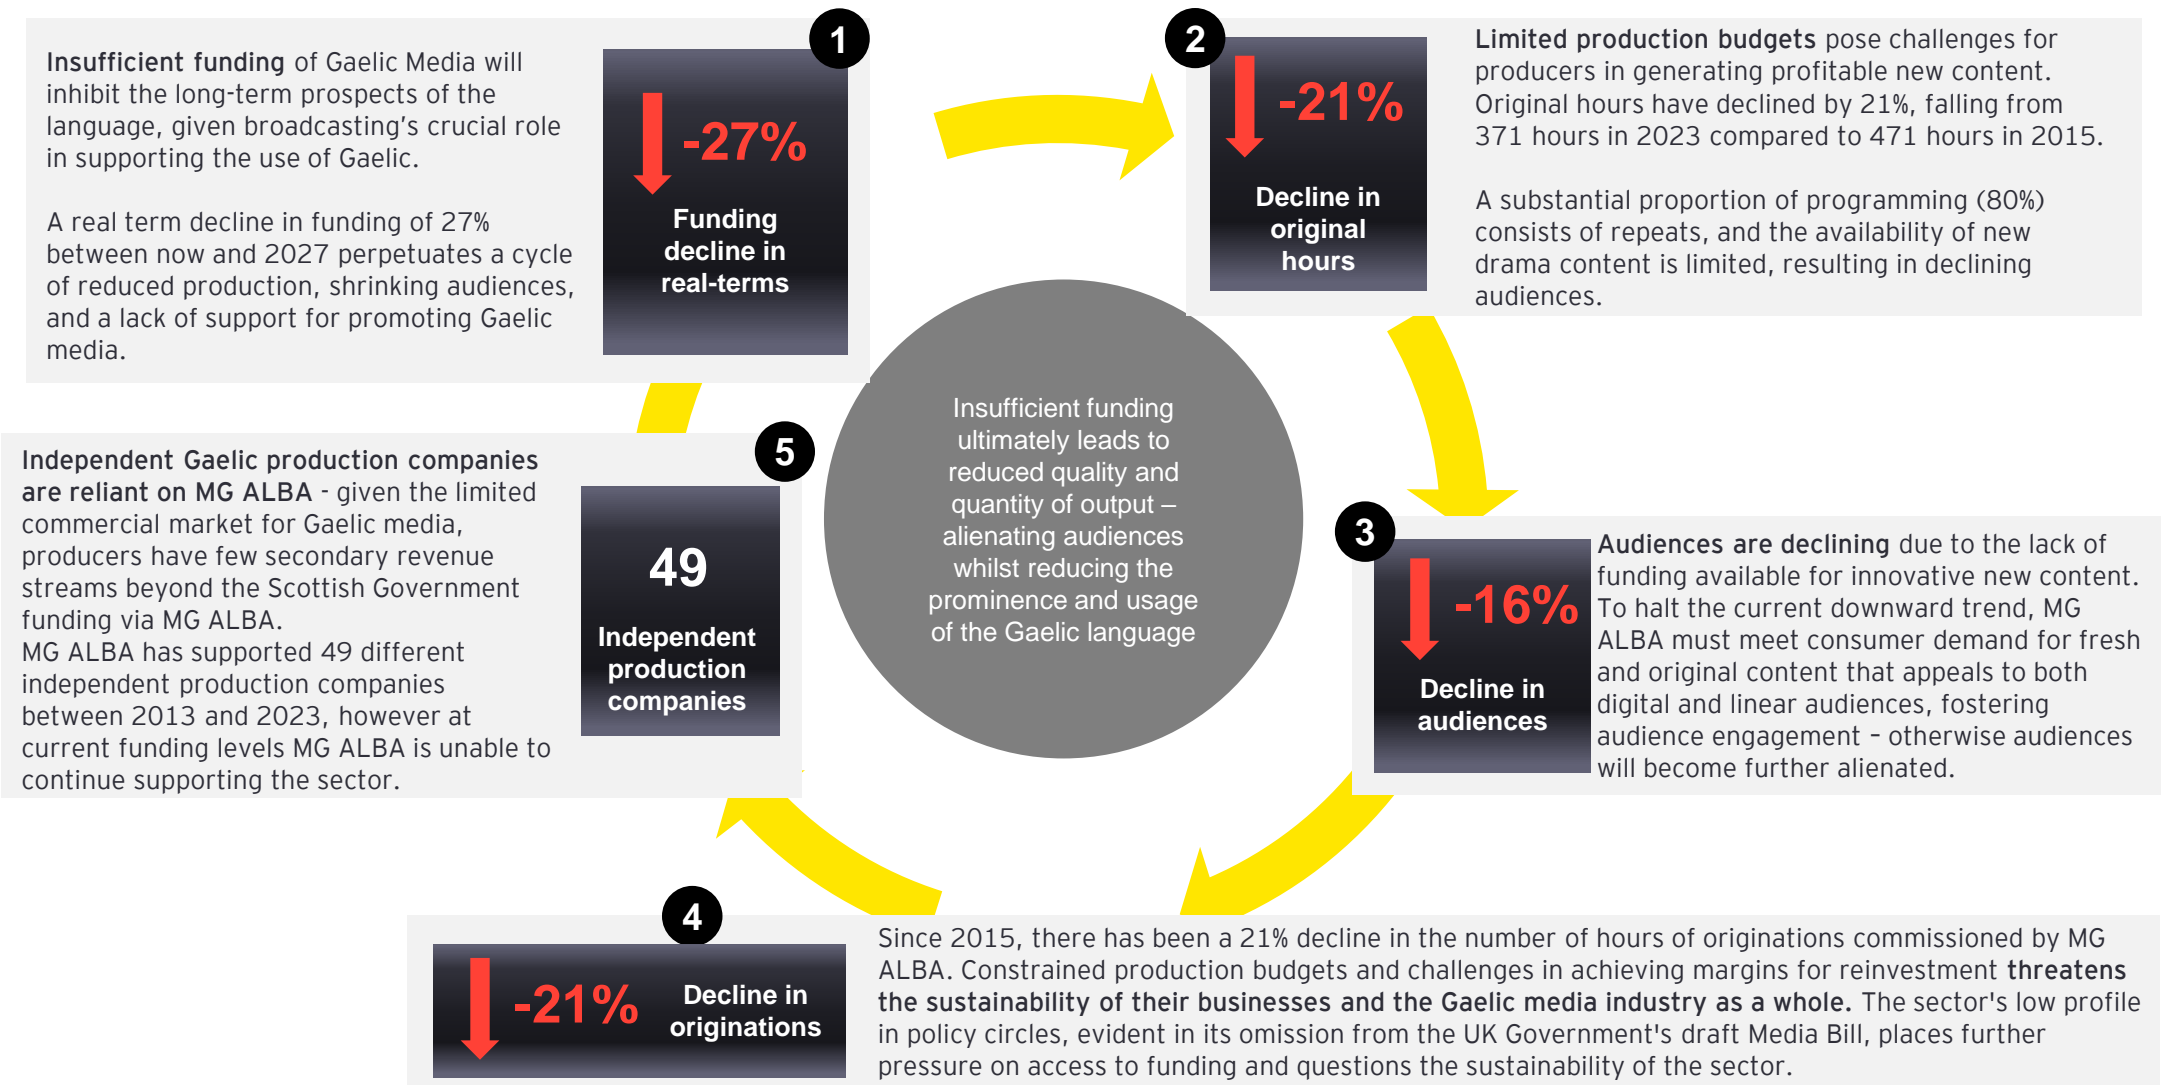 1
Insufficient funding of Gaelic Media will
inhibit the long-term prospects of the
language, given broadcasting's crucial role
in supporting the use of Gaelic.
A real term decline in funding of 27%
between now and 2027 perpetuates a cycle
of reduced production, shrinking audiences,
and a lack of support for promoting Gaelic
media.
-27%
Funding
decline in
real-terms
2
-21%
Decline in
original
hours
Limited production budgets pose challenges for
producers in generating profitable new content.
Original hours have declined by 21%, falling from
371 hours in 2023 compared to 471 hours in 2015.
A substantial proportion of programming (80%)
consists of repeats, and the availability of new
drama content is limited, resulting in declining
audiences.
Insufficient funding
ultimately leads to
reduced quality and
quantity of output –
alienating audiences
whilst reducing the
prominence and usage
of the Gaelic language
3
-16%
Decline in
audiences
Audiences are declining due to the lack of
funding available for innovative new content.
To halt the current downward trend, MG
ALBA must meet consumer demand for fresh
and original content that appeals to both
digital and linear audiences, fostering
audience engagement – otherwise audiences
will become further alienated.
4
-21%
Decline in
originations
Since 2015, there has been a 21% decline in the number of hours of originations commissioned by MG
ALBA. Constrained production budgets and challenges in achieving margins for reinvestment threatens
the sustainability of their businesses and the Gaelic media industry as a whole. The sector's low profile
in policy circles, evident in its omission from the UK Government's draft Media Bill, places further
pressure on access to funding and questions the sustainability of the sector.
5
Independent Gaelic production companies
are reliant on MG ALBA - given the limited
commercial market for Gaelic media,
producers have few secondary revenue
streams beyond the Scottish Government
funding via MG ALBA.
MG ALBA has supported 49 different
independent production companies
between 2013 and 2023, however at
current funding levels MG ALBA is unable to
continue supporting the sector.
49
Independent
production
companies